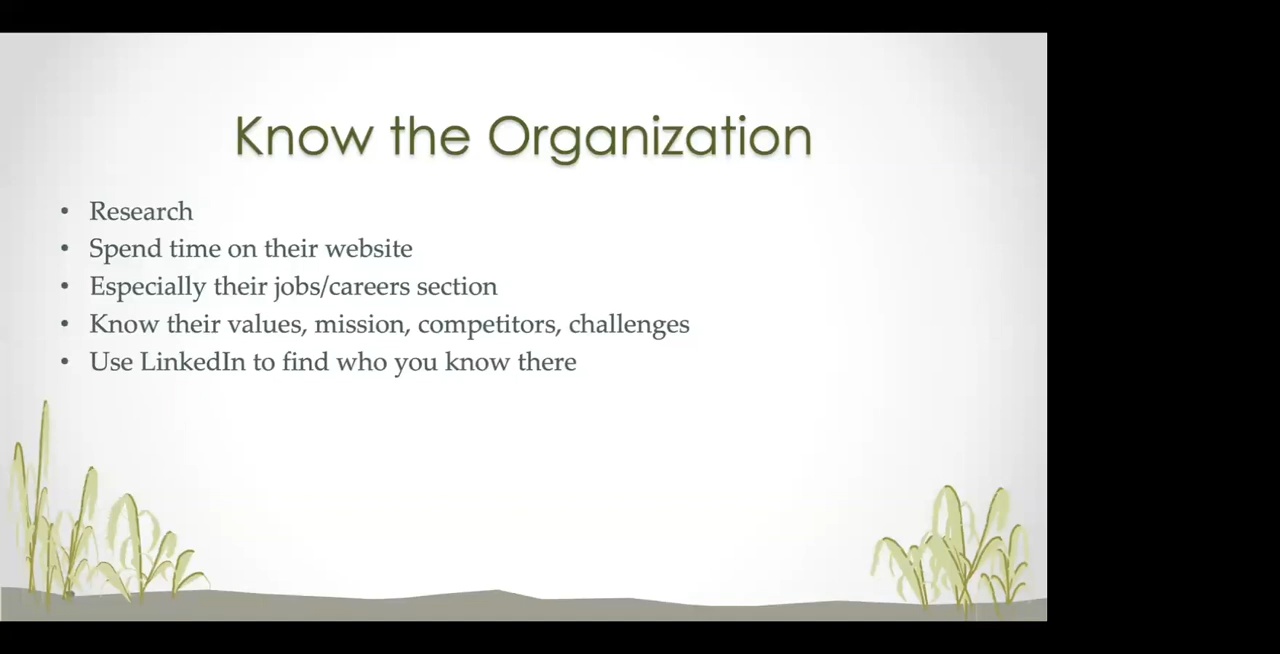 Know the Organization
• Research
• Spend time on their website
• Especially their jobs/careers section
• Know their values, mission, competitors, challenges
• Use LinkedIn to find who you know there